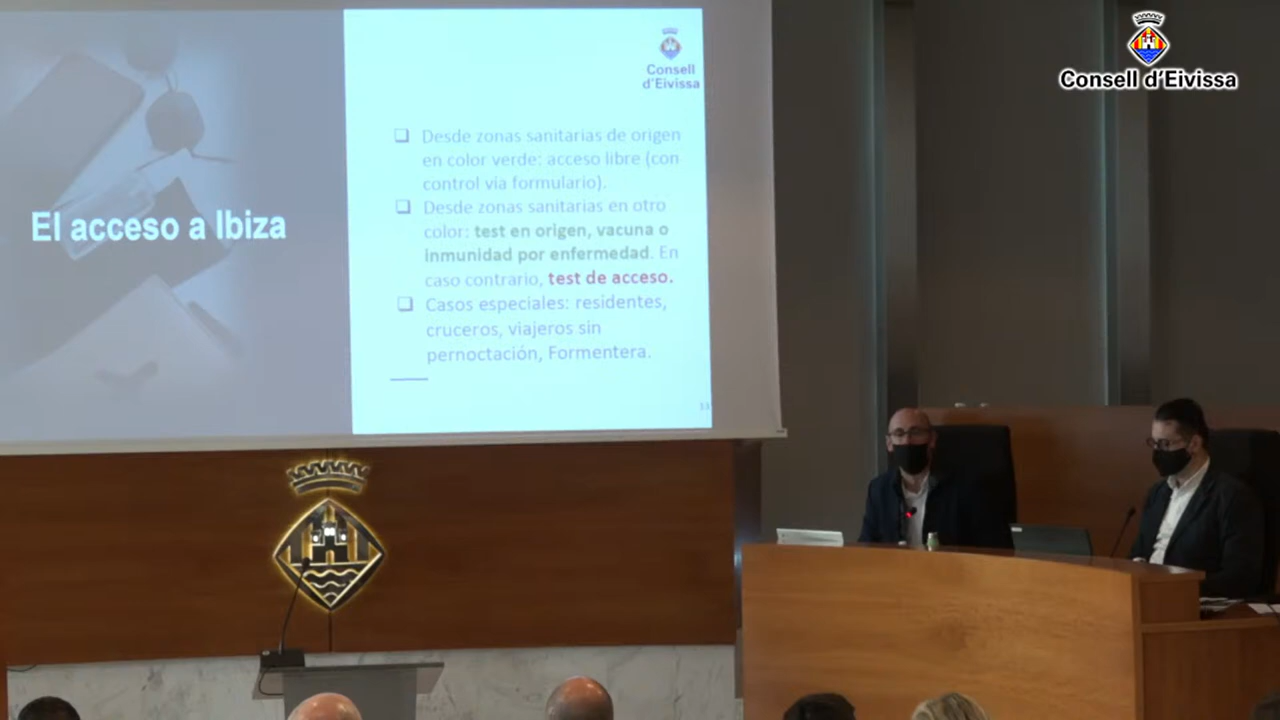 El acceso a Ibiza
Consell
d'Eivissa
Desde zonas sanitarias de origen
en color verde: acceso libre (con
control vía formulario).
Desde zonas sanitarias en otro
color: test en origen, vacuna o
inmunidad por enfermedad. En
caso contrario, test de acceso.
Casos especiales: residentes,
cruceros, viajeros sin
pernoctación, Formentera.
Consell d'Eivissa